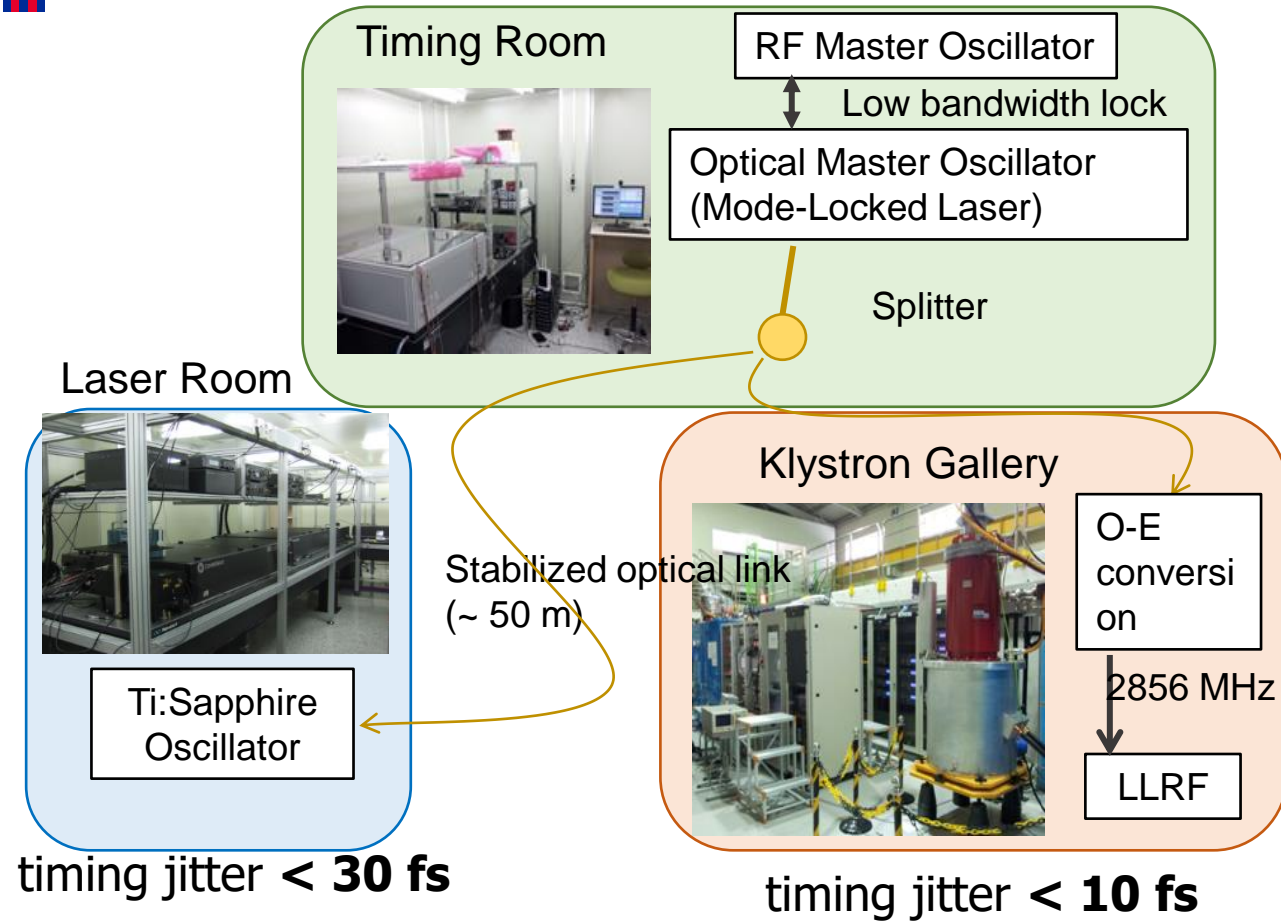 Timing Room
RF Master Oscillator
Low bandwidth lock
Optical Master Oscillator
(Mode-Locked Laser)
Splitter
Laser Room
Klystron Gallery
O-E
conversi
on
Stabilized optical link
(~ 50 m)
2856 MHz
Ti:Sapphire
Oscillator
LLRF
timing jitter < 30 fs
timing jitter < 10 fs